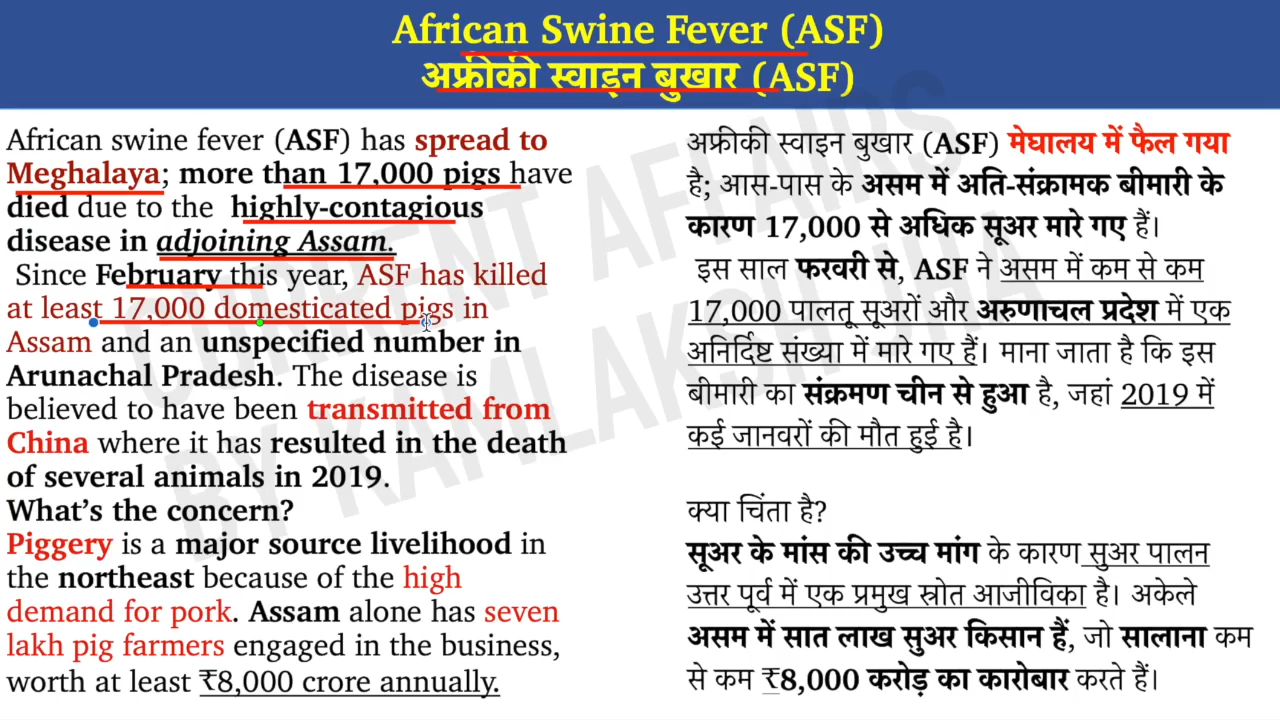 African Swine Fever (ASF)
अफ्रीकी स्वाइन बुखार (ASF)
African swine fever (ASF) has spread to
Meghalaya; more than 17,000 pigs have
died due to the highly-contagious
disease in adjoining Assam.
Since February this year, ASF has killed
at least 17,000 domesticated pigs in
Assam and an unspecified number in
Arunachal Pradesh. The disease is
believed to have been transmitted from
China where it has resulted in the death
of several animals in 2019.
What's the concern?
Piggery is a major source livelihood in
the northeast because of the high
demand for pork. Assam alone has seven
lakh pig farmers engaged in the business,
worth at least ₹8,000 crore annually.
अफ्रीकी स्वाइन बुखार (ASF) मेघालय में फैल गया
है; आस-पास के असम में अति-संक्रामक बीमारी के
कारण 17,000 से अधिक सूअर मारे गए हैं।
इस साल फरवरी से, ASF ने असम में कम से कम
17,000 पालतू सूअरों और अरुणाचल प्रदेश में एक
अनिर्दिष्ट संख्या में मारे गए हैं। माना जाता है कि इस
बीमारी का संक्रमण चीन से हुआ है, जहां 2019 में
कई जानवरों की मौत हुई है।
क्या चिंता है?
सूअर के मांस की उच्च मांग के कारण सुअर पालन
उत्तर पूर्व में एक प्रमुख स्रोत आजीविका है। अकेले
असम में सात लाख सुअर किसान हैं, जो सालाना कम
से कम ₹8,000 करोड़ का कारोबार करते हैं।
CURRENT AFFAIRS
BY KAMLAKSH JHA